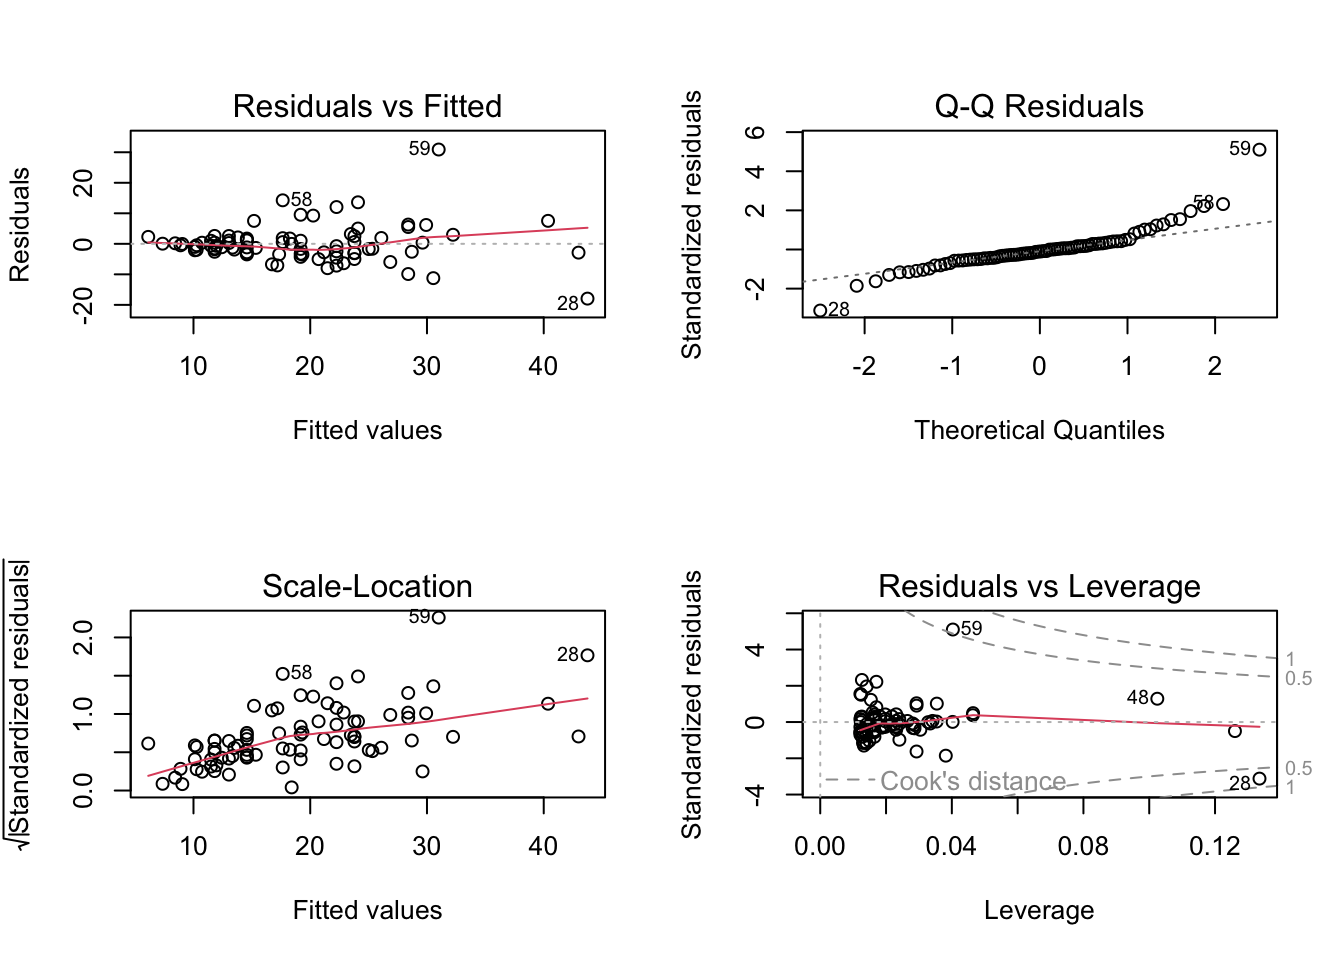 Residuals vs Fitted
Residuals
20
0
-20
59
58
28
10 20 30 40
Fitted values
Q-Q Residuals
Standardized residuals
6
4
2
-2
59
58
28
-2 -1 0 1 2
Theoretical Quantiles
Scale-Location
√|Standardized residuals|
2.0
1.0
0.0
59
28
58
10 20 30 40
Fitted values
Residuals vs Leverage
Standardized residuals
4
0
-4
59
48
28
1
0.5
0.5
1
Cook's distance
0.00 0.04 0.08 0.12
Leverage